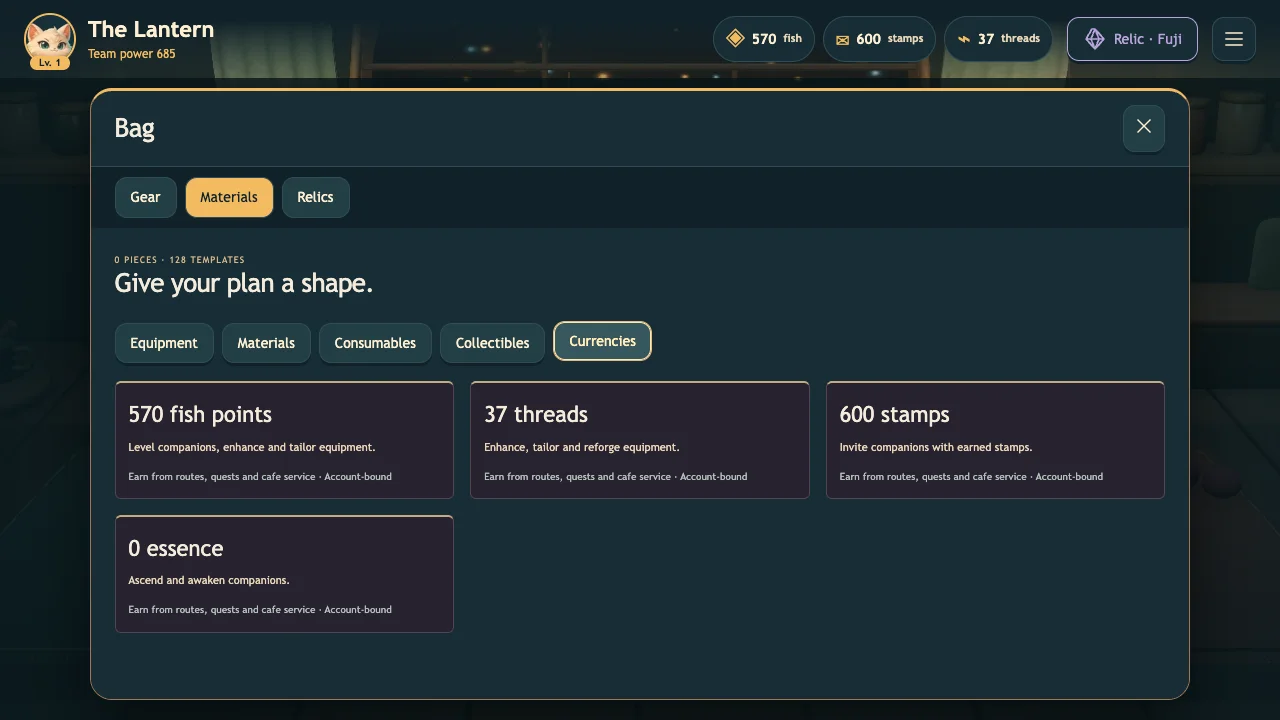 The Lantern
Team power 685
Lv. 1
570 fish
600 stamps
37 threads
Relic · Fuji
Bag
Gear
Materials
Relics
0 PIECES · 128 TEMPLATES
Give your plan a shape.
Equipment
Materials
Consumables
Collectibles
Currencies
570 fish points
Level companions, enhance and tailor equipment.
Earn from routes, quests and cafe service · Account-bound
37 threads
Enhance, tailor and reforge equipment.
Earn from routes, quests and cafe service · Account-bound
600 stamps
Invite companions with earned stamps.
Earn from routes, quests and cafe service · Account-bound
0 essence
Ascend and awaken companions.
Earn from routes, quests and cafe service · Account-bound